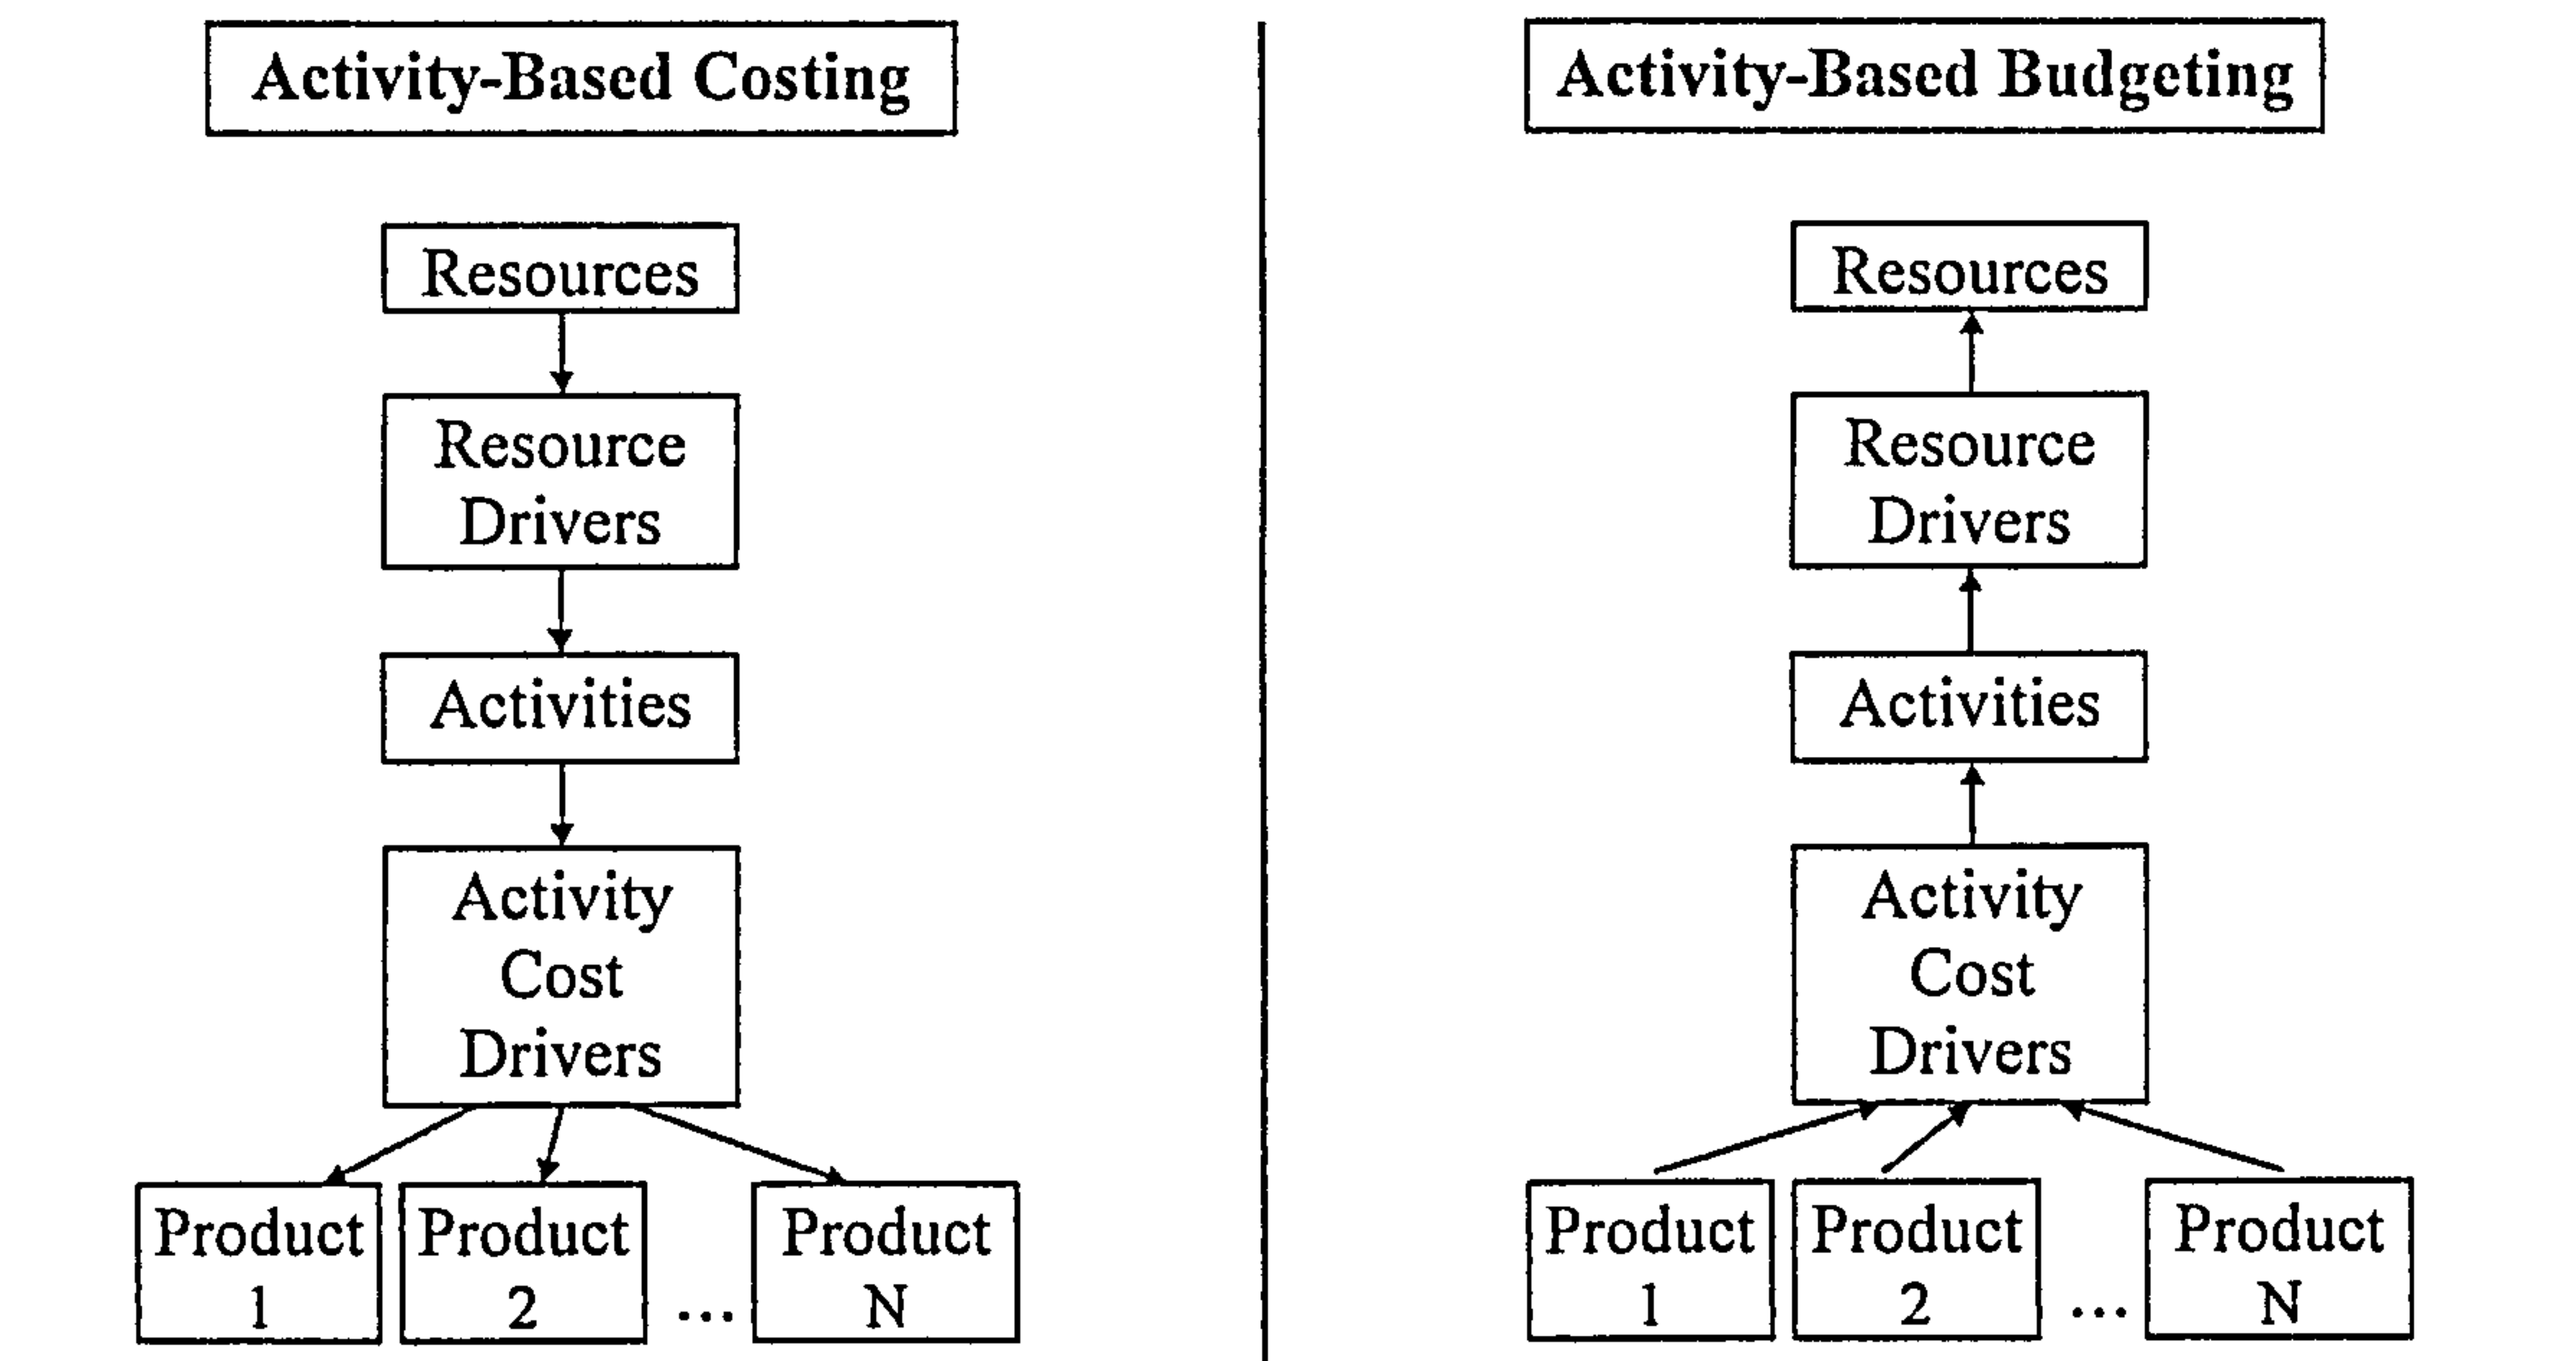 Activity-Based Costing
Resources
Resource
Drivers
Activities
Activity
Cost
Drivers
Product
1
Product
2
...
Product
N
Activity-Based Budgeting
Resources
Resource
Drivers
Activities
Activity
Cost
Drivers
Product
1
Product
2
...
Product
N